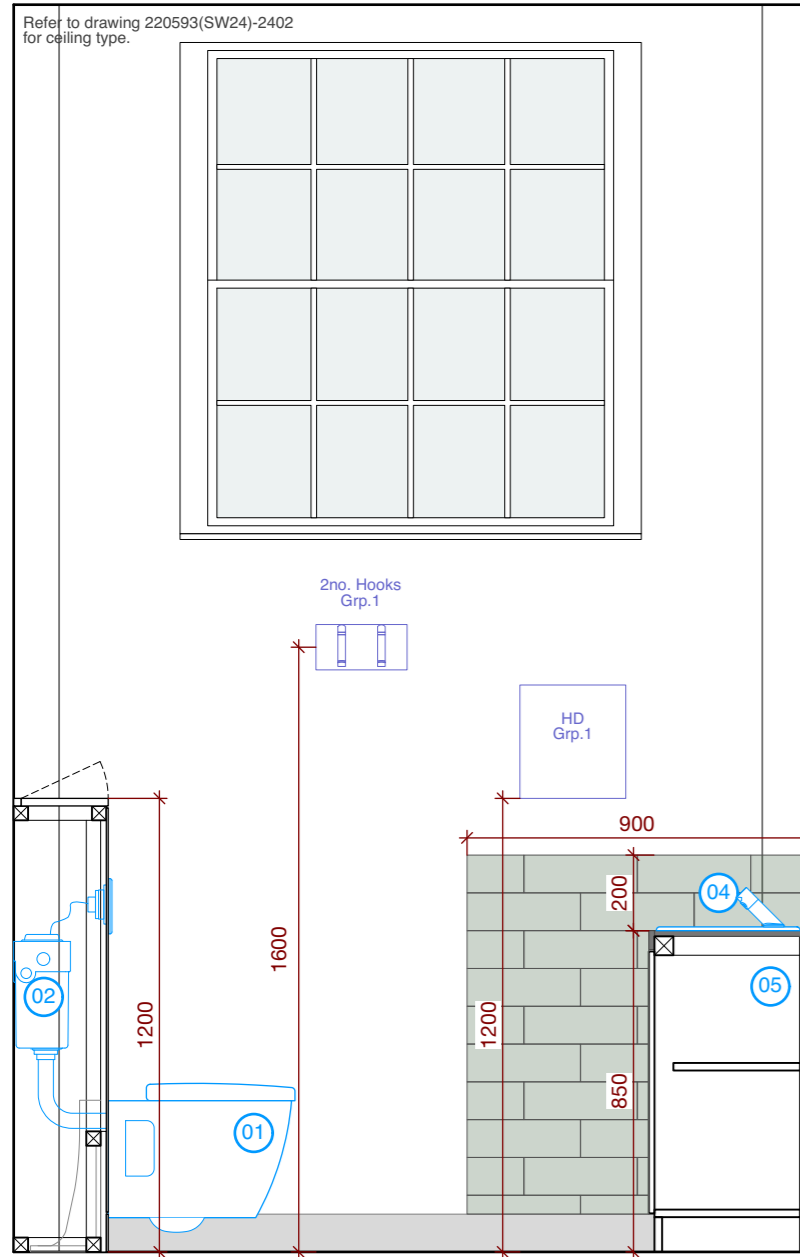 Refer to drawing 220593(SW24)-2402
for ceiling type.
2no. Hooks
Grp.1
HD
Grp.1
900
200
04
1600
02
05
1200
1200
850
01